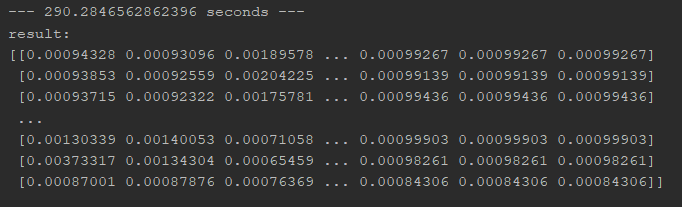 --- 290.2846562862396 seconds ---
result:
[[0.00094328 0.00093096 0.00189578 ... 0.00099267 0.00099267 0.00099267]
[0.00093853 0.00092559 0.00204225 ... 0.00099139 0.00099139 0.00099139]
[0.00093715 0.00092322 0.00175781 ... 0.00099436 0.00099436 0.00099436]
...
[0.00130339 0.00140053 0.00071058 ... 0.00099903 0.00099903 0.00099903]
[0.00373317 0.00134304 0.00065459 ... 0.00098261 0.00098261 0.00098261]
[0.00087001 0.00087876 0.00076369 ... 0.00084306 0.00084306 0.00084306]]